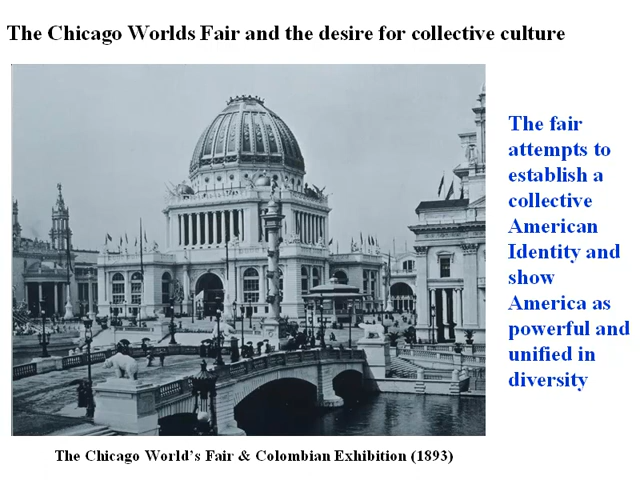 The Chicago Worlds Fair and the desire for collective culture
The fair
attempts to
establish a
collective
American
Identity and
show
America as
powerful and
unified in
diversity
The Chicago World's Fair & Colombian Exhibition (1893)